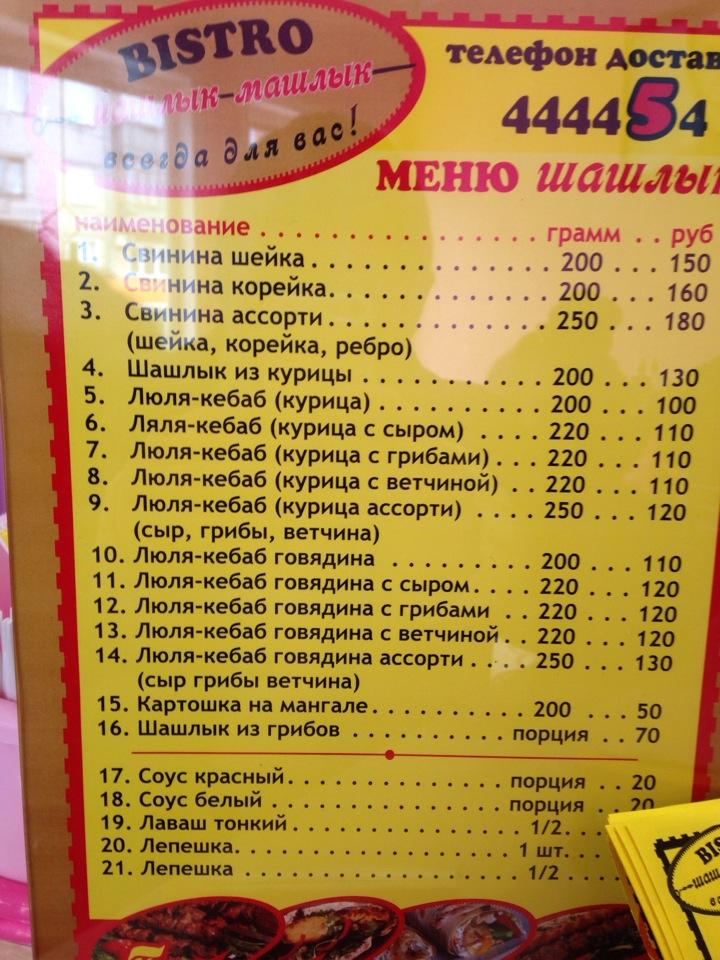 BISTRO
шашлык-машлык
всегда для вас!
телефон достав
444454
МЕНЮ шашлы
наименование . . . . . . . . . . . . . . . . . . . . грамм . . руб
1. Свинина шейка . . . . . . . . . . . . . . . . . 200 . . . 150
2. Свинина корейка. . . . . . . . . . . . . . . . 200 . . . 160
3. Свинина ассорти . . . . . . . . . . . . . . . . 250 . . . 180
(шейка, корейка, ребро)
4. Шашлык из курицы . . . . . . . . . . . . . 200 . . . 130
5. Люля-кебаб (курица) . . . . . . . . . . . . 200 . . . 100
6. Ляля-кебаб (курица с сыром) . . . . 220 . . . 110
7. Люля-кебаб (курица с грибами) . . . 220 . . . 110
8. Люля-кебаб (курица с ветчиной) . . 220 . . . 110
9. Люля-кебаб (курица ассорти) . . . . 250 . . . 120
(сыр, грибы, ветчина)
10. Люля-кебаб говядина . . . . . . . . . . 200 . . . 110
11. Люля-кебаб говядина с сыром . . . . 220 . . . 120
12. Люля-кебаб говядина с грибами . . 220 . . . 120
13. Люля-кебаб говядина с ветчиной . . 220 . . . 120
14. Люля-кебаб говядина ассорти . . . . 250 . . . 130
(сыр грибы ветчина)
15. Картошка на мангале. . . . . . . . . . . 200 . . . 50
16. Шашлык из грибов . . . . . . . . . . . порция . . 70
17. Соус красный. . . . . . . . . . . . . . . . порция . . 20
18. Соус белый . . . . . . . . . . . . . . . . . порция . . 20
19. Лаваш тонкий . . . . . . . . . . . . . . . . . 1/2. . .
20. Лепешка. . . . . . . . . . . . . . . . . . . . 1 шт. . .
21. Лепешка . . . . . . . . . . . . . . . . . . . . 1/2 . . .